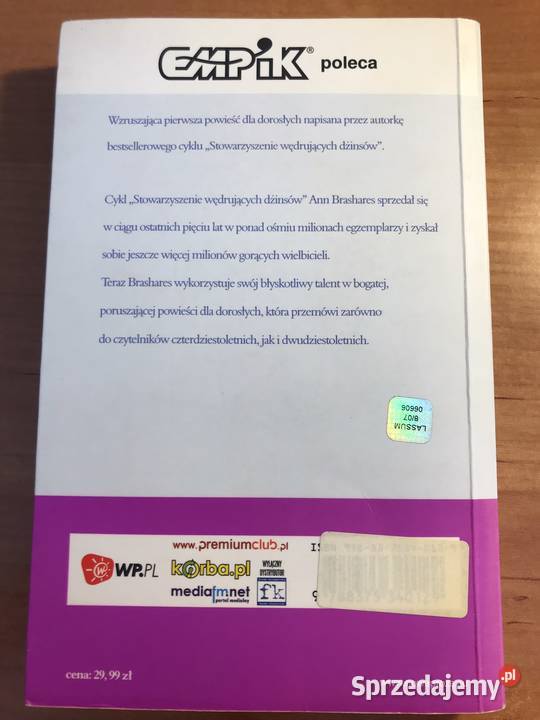 EMPiK® poleca
Wzruszająca pierwsza powieść dla dorosłych napisana przez autorkę
bestsellerowego cyklu „Stowarzyszenie wędrujących dżinsów”.
Cykl „Stowarzyszenie wędrujących dżinsów” Ann Brashares sprzedał się
w ciągu ostatnich pięciu lat w ponad ośmiu milionach egzemplarzy i zyskał
sobie jeszcze więcej milionów gorących wielbicieli.
Teraz Brashares wykorzystuje swój błyskotliwy talent w bogatej,
poruszającej powieści dla dorosłych, która przemówi zarówno
do czytelników czterdziestoletnich, jak i dwudziestoletnich.
LASSUM
8/07
06606
www.premiumclub.pl
WP.PL
korba.pl
WYŁĄCZNY
DYSTRYBUTOR
mediafm.net
portal medialny
fk
cena: 29, 99 zł
Sprzedajemy.pl